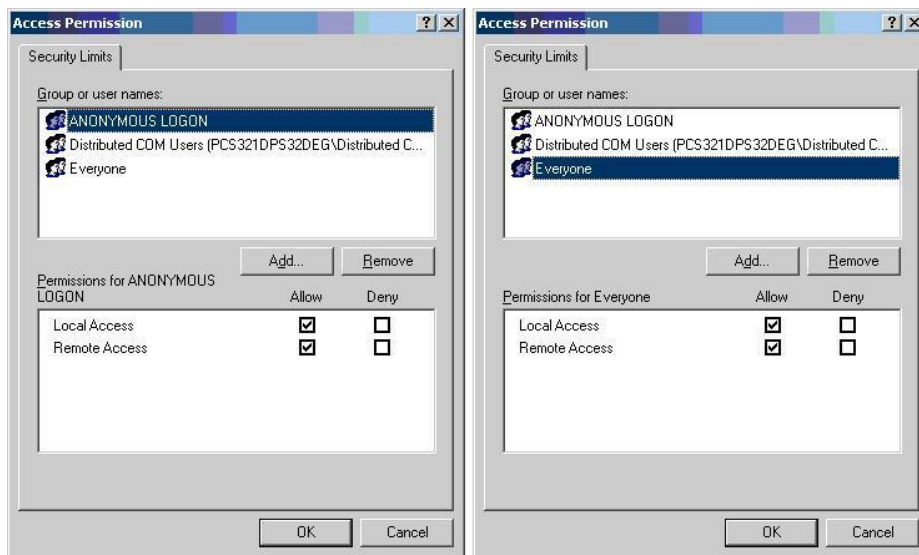 Access Permission
Security Limits
Group or user names:
ANONYMOUS LOGON
Distributed COM Users (PCS321DPS32DEG\Distributed C...
Everyone
Add... Remove
Permissions for ANONYMOUS
LOGON Allow Deny
Local Access
Remote Access
OK Cancel
Access Permission
Security Limits
Group or user names:
ANONYMOUS LOGON
Distributed COM Users (PCS321DPS32DEG\Distributed C...
Everyone
Add... Remove
Permissions for Everyone Allow Deny
Local Access
Remote Access
OK Cancel